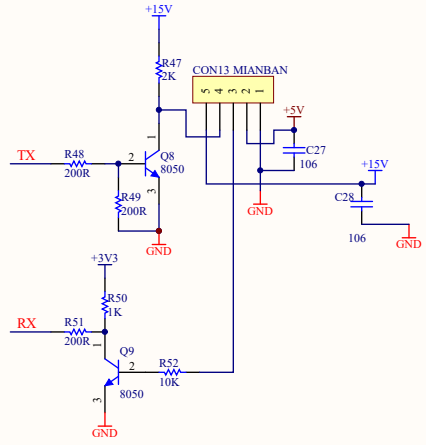 +15V
R47
2K
CON13 MIANBAN
5 4 3 2 1
+5V
1
TX
R48
200R
2
Q8
8050
C27
106
+15V
3
R49
200R
C28
GND
GND
106
GND
+3V3
R50
1K
RX
R51
200R
1
Q9
2
R52
10K
8050
3
GND